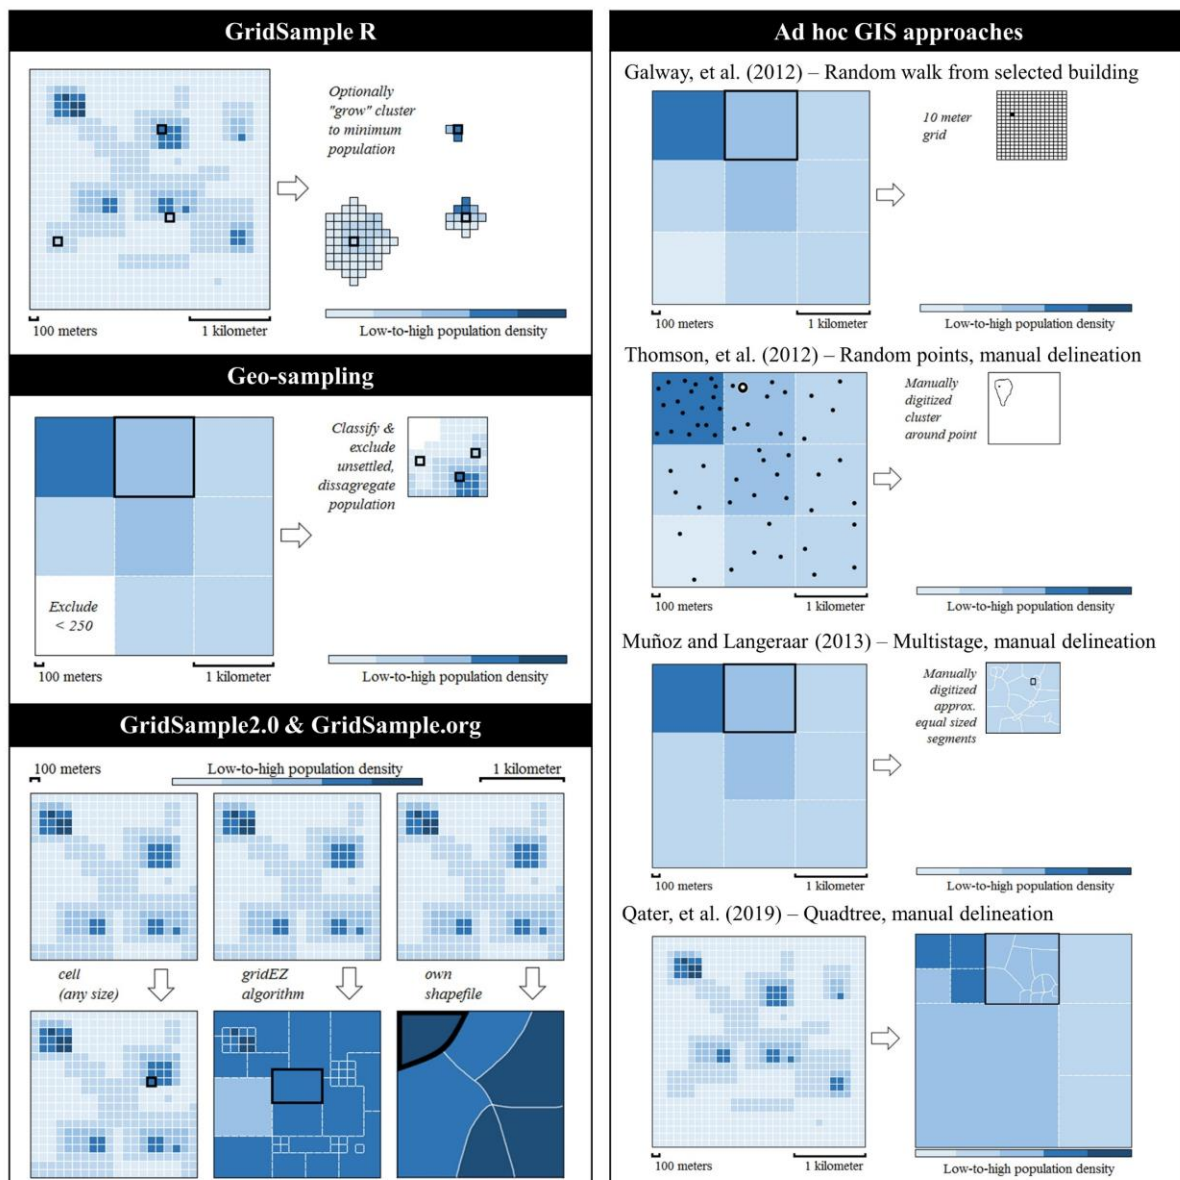 GridSample R
Optionally
"grow" cluster
to minimum
population
100 meters
1 kilometer
Low-to-high population density
Geo-sampling
Exclude
< 250
Classify &
exclude
unsettled,
dissagregate
population
100 meters
1 kilometer
Low-to-high population density
GridSample2.0 & GridSample.org
100 meters
Low-to-high population density
1 kilometer
cell
(any size)
gridEZ
algorithm
own
shapefile
Ad hoc GIS approaches
Galway, et al. (2012) – Random walk from selected building
10 meter
grid
100 meters
1 kilometer
Low-to-high population density
Thomson, et al. (2012) – Random points, manual delineation
Manually
digitized
cluster
around point
100 meters
1 kilometer
Low-to-high population density
Muñoz and Langeraar (2013) – Multistage, manual delineation
Manually
digitized
approx.
equal sized
segments
100 meters
1 kilometer
Low-to-high population density
Qater, et al. (2019) – Quadtree, manual delineation
100 meters
1 kilometer
Low-to-high population density